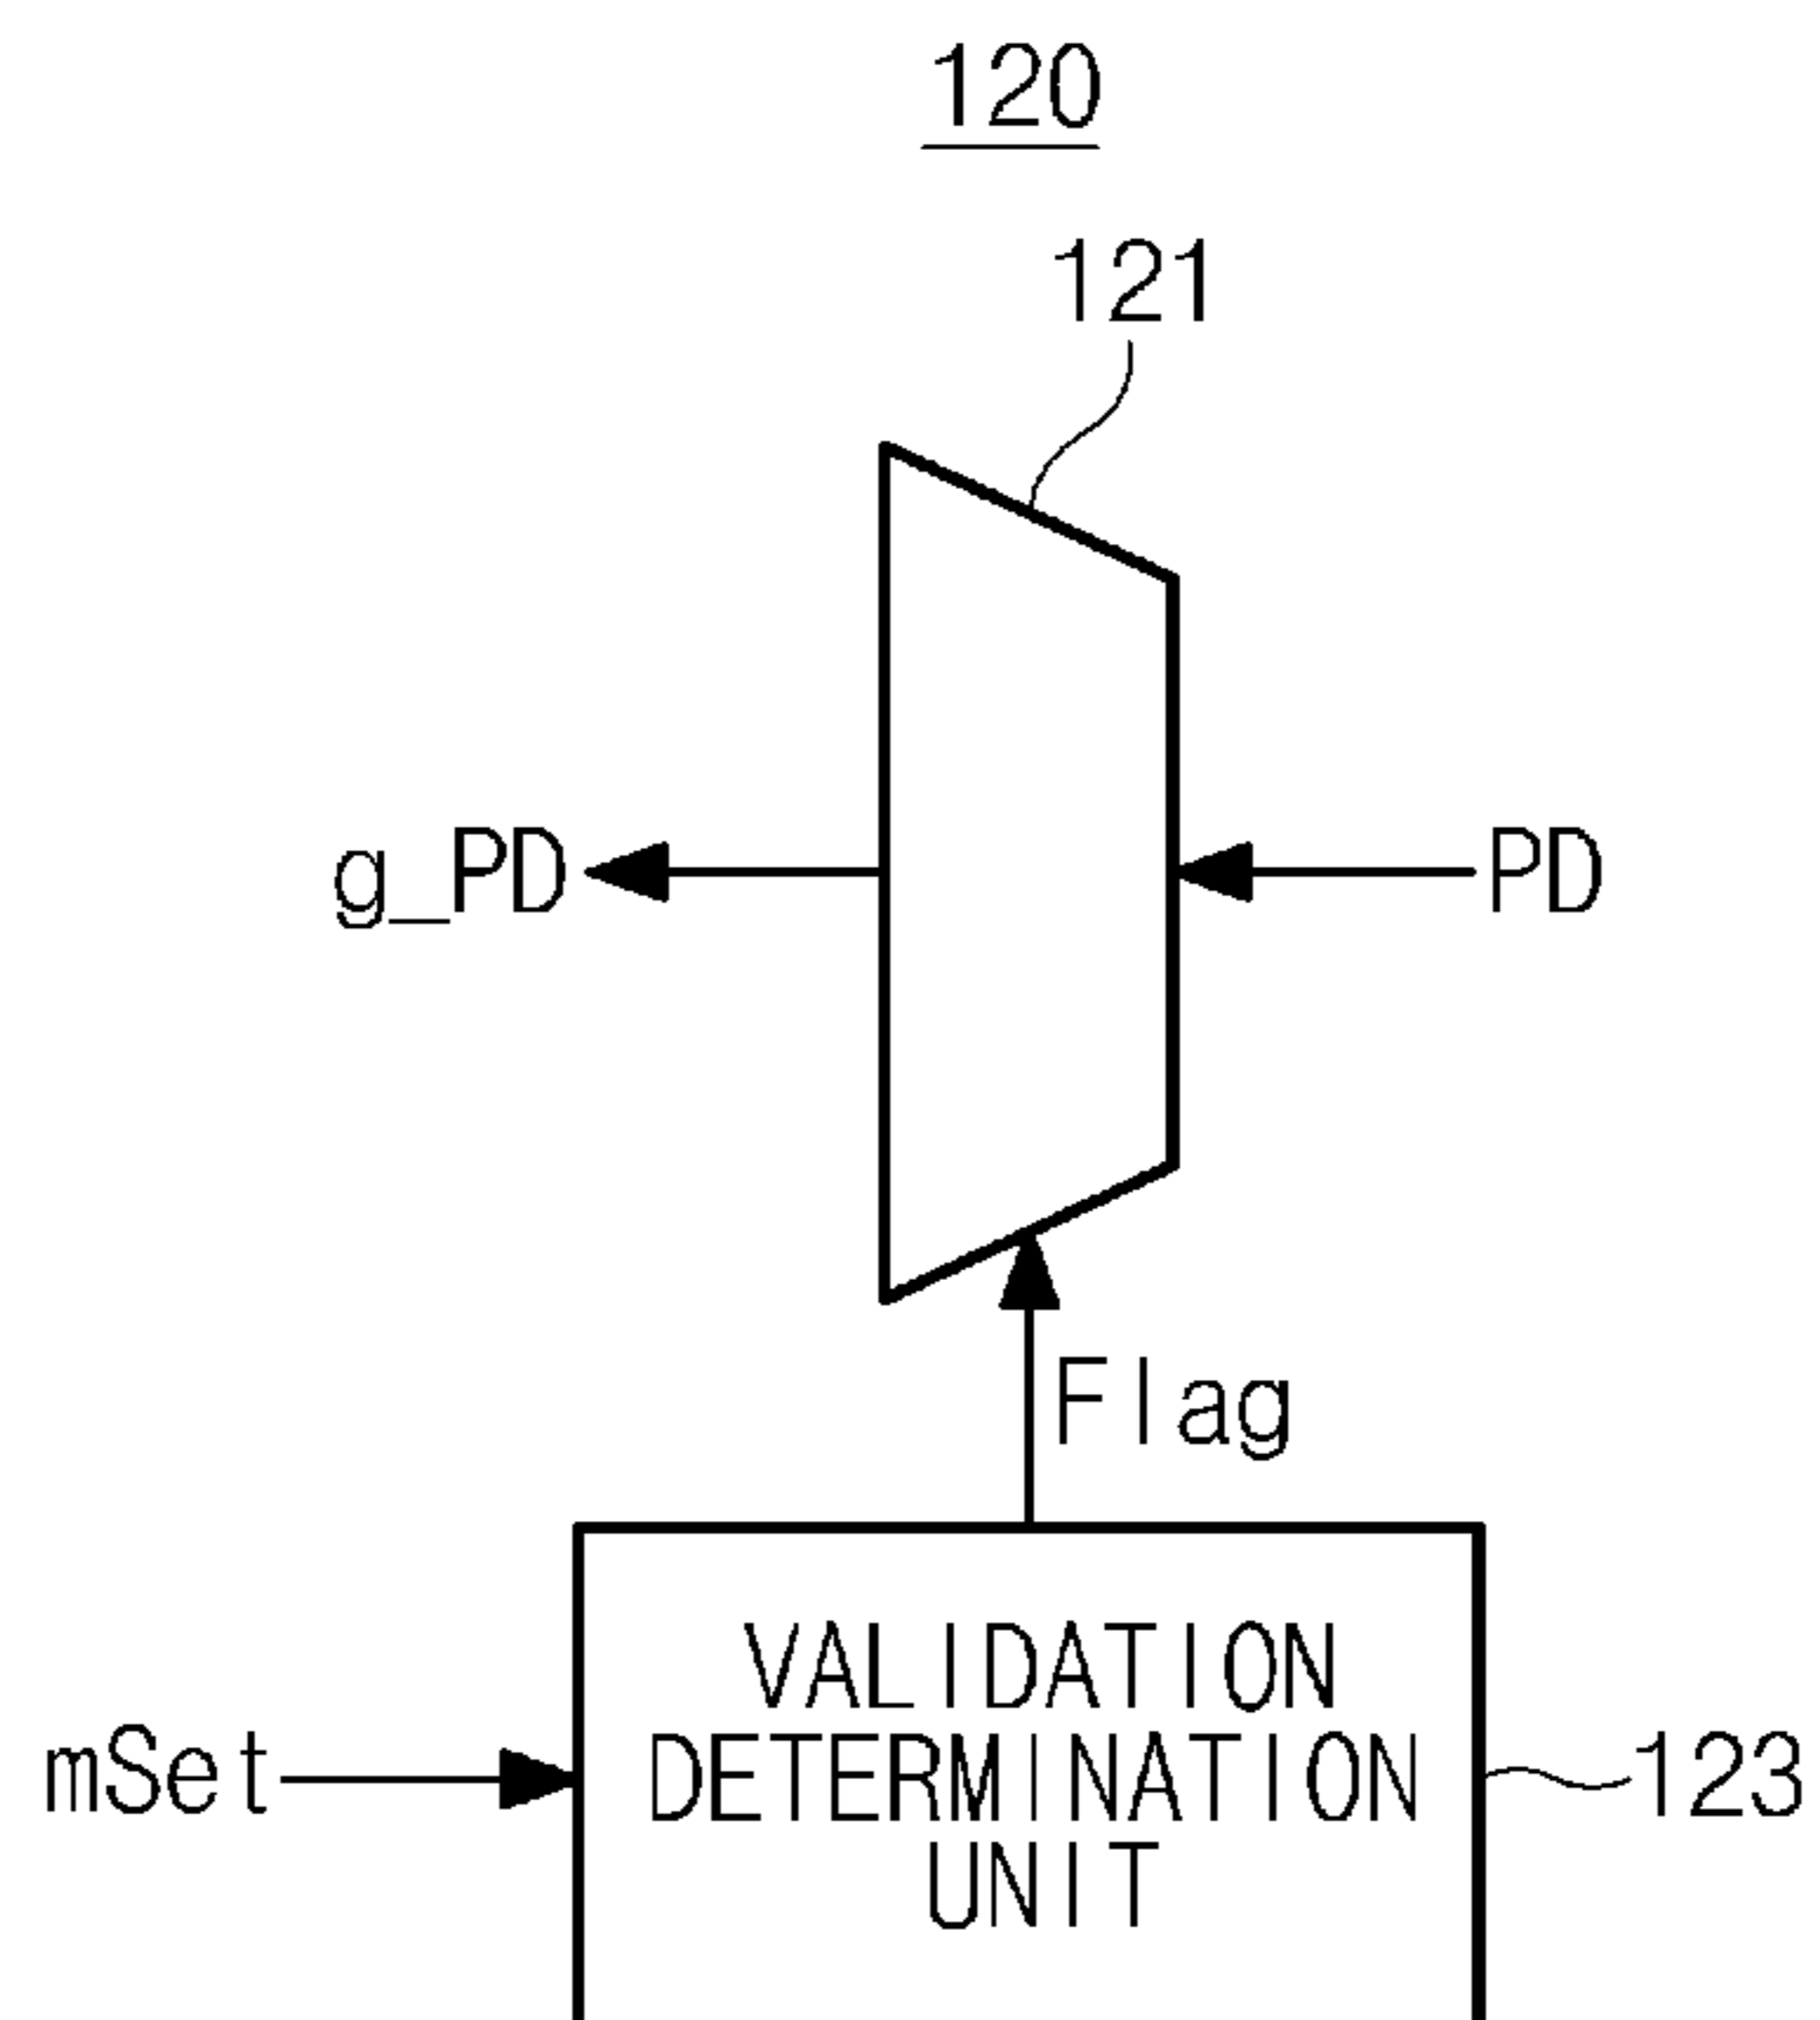 120
121
g_PD
PD
Flag
VALIDATION
DETERMINATION
UNIT
mSet
123